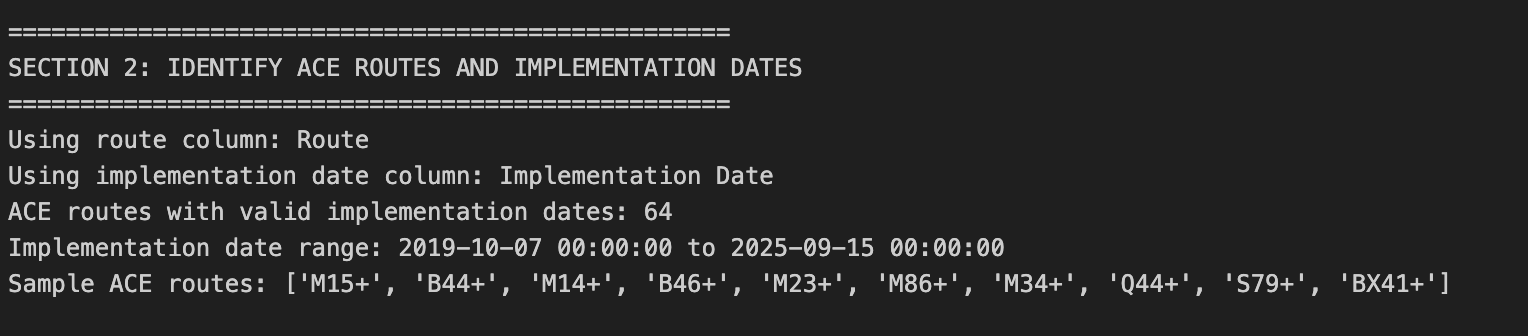 ==================================================
SECTION 2: IDENTIFY ACE ROUTES AND IMPLEMENTATION DATES
==================================================
Using route column: Route
Using implementation date column: Implementation Date
ACE routes with valid implementation dates: 64
Implementation date range: 2019-10-07 00:00:00 to 2025-09-15 00:00:00
Sample ACE routes: ['M15+', 'B44+', 'M14+', 'B46+', 'M23+', 'M86+', 'M34+', 'Q44+', 'S79+', 'BX41+']